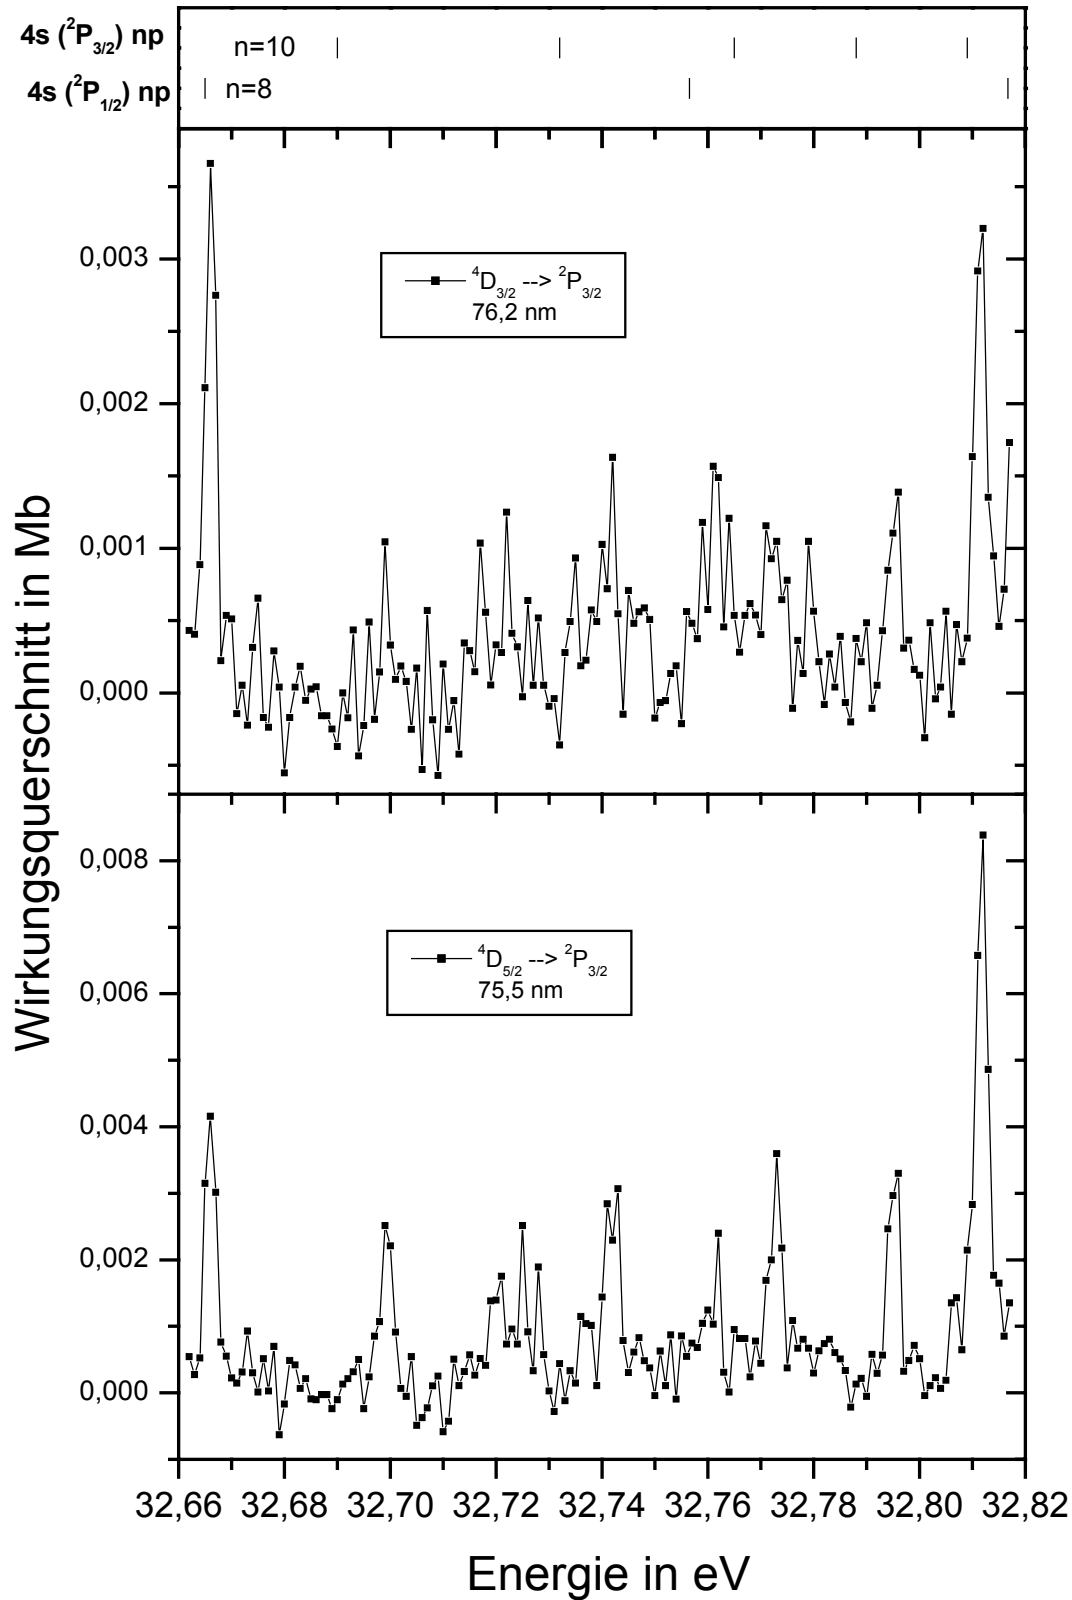 4s (²P₃/₂) np
n=10
4s (²P₁/₂) np
n=8
0,003
0,002
0,001
0,000
⁴D₃/₂ --> ²P₃/₂
76,2 nm
Wirkungsquerschnitt in Mb
0,008
0,006
0,004
0,002
0,000
⁴D₅/₂ --> ²P₃/₂
75,5 nm
32,66 32,68 32,70 32,72 32,74 32,76 32,78 32,80 32,82
Energie in eV